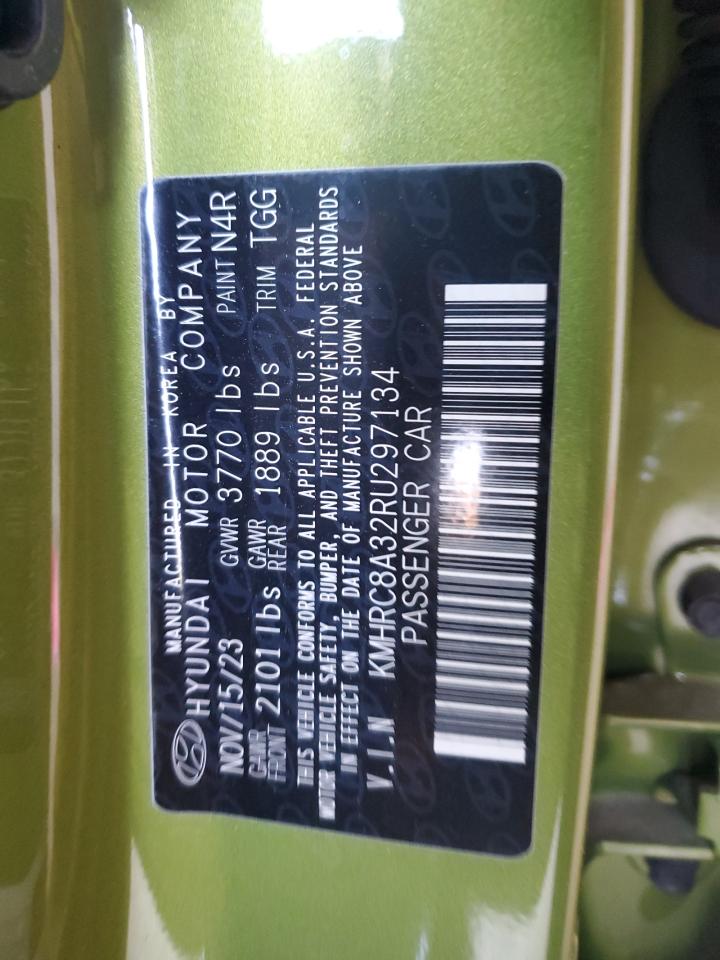 MANUFACTURED IN KOREA BY
HYUNDAI MOTOR COMPANY
NOV/15/23 GVWR 3770 lbs PAINT N4R
GAWR FRONT 2101 lbs GAWR REAR 1889 lbs TRIM TGG
THIS VEHICLE CONFORMS TO ALL APPLICABLE U.S.A. FEDERAL
MOTOR VEHICLE SAFETY, BUMPER, AND THEFT PREVENTION STANDARDS
IN EFFECT ON THE DATE OF MANUFACTURE SHOWN ABOVE
V.I.N KMHRC8A32RU297134
PASSENGER CAR